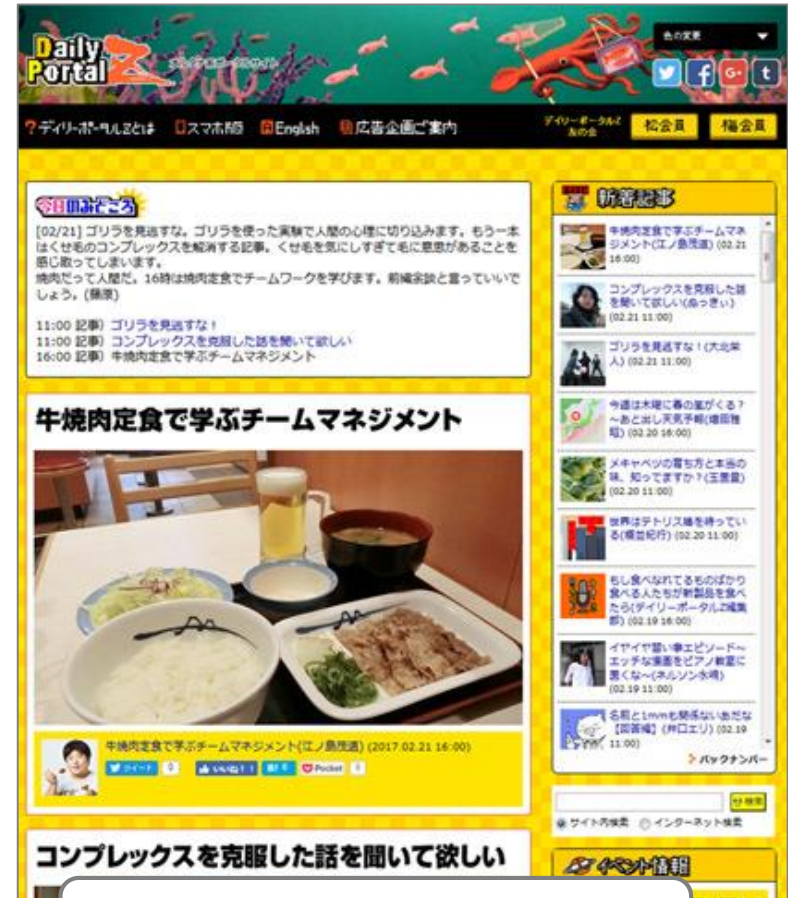 Daily
Portal Z
色の変更
?デイリーポータルZとは
スマホ版
English
広告企画ご案内
デイリーポータルZ
友の会
松会員
梅会員
今日のみどころ
[02/21] ゴリラを見逃すな。ゴリラを使った実験で人間の心理に切り込みます。もう一本
はくせ毛のコンプレックスを解消する記事。くせ毛を気にしすぎて毛に意思があることを
感じ取ってしまいます。
焼肉だって人間だ。16時は焼肉定食でチームワークを学びます。前編余談と言っていいで
しょう。(藤原)
11:00 記事) ゴリラを見逃すな!
11:00 記事) コンプレックスを克服した話を聞いて欲しい
16:00 記事) 牛焼肉定食で学ぶチームマネジメント
牛焼肉定食で学ぶチームマネジメント
牛焼肉定食で学ぶチームマネジメント(江ノ島茂道) (2017.02.21 16:00)
ツイート
0
いいね!
B! 0
Pocket
コンプレックスを克服した話を聞いて欲しい
新着記事
牛焼肉定食で学ぶチームマネ
ジメント(江ノ島茂道) (02.21
16:00)
コンプレックスを克服した話
を聞いて欲しい(ぬっきぃ)
(02.21 11:00)
ゴリラを見逃すな!(大北栄
人) (02.21 11:00)
今週は木曜に春の嵐がくる?
~あと出し天気予報(増田雅
昭) (02.20 16:00)
メキャベツの育ち方と本当の
味、知ってますか?(玉置豊)
(02.20 11:00)
世界はテトリス婚を待ってい
る(榎並紀行) (02.20 11:00)
もし食べなれてるものばかり
食べる人たちが新製品を食べ
たら(デイリーポータルZ編集
部) (02.19 16:00)
イヤイヤ習い事エピソード~
エッチな漫画をピアノ教室に
置くな~(ネルソン水嶋)
(02.19 11:00)
名前と1mmも関係ないあだな
【回答編】(井口エリ) (02.19
11:00)
バックナンバー
検索
サイト内検索
インターネット検索
イベント情報